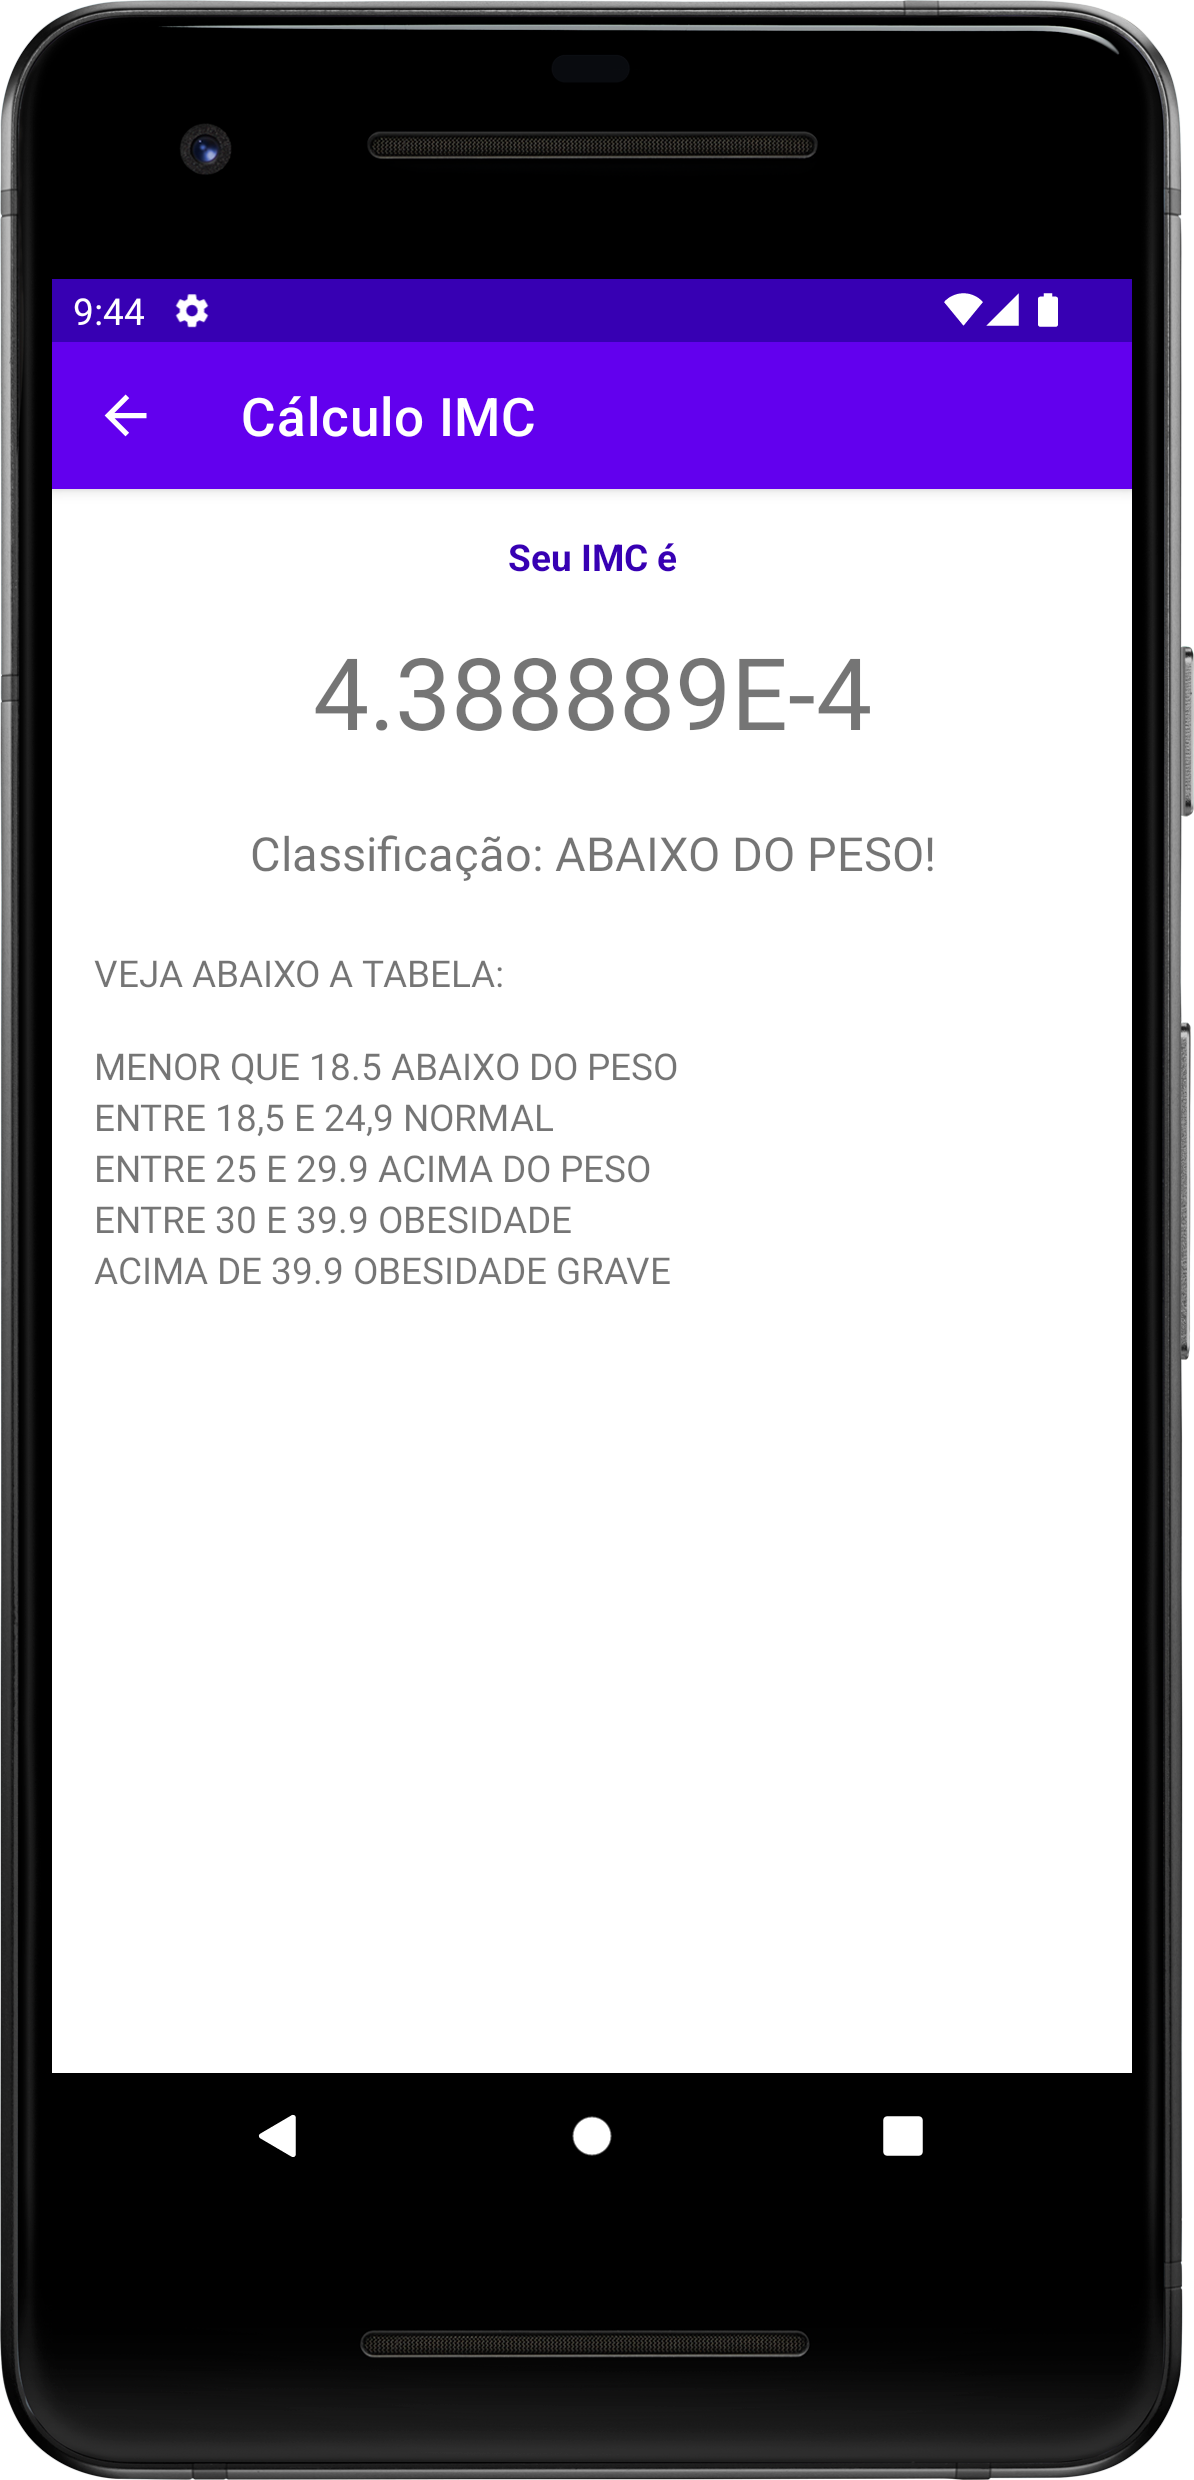 9:44
Cálculo IMC
Seu IMC é
4.388889E-4
Classificação: ABAIXO DO PESO!
VEJA ABAIXO A TABELA:
MENOR QUE 18.5 ABAIXO DO PESO
ENTRE 18,5 E 24,9 NORMAL
ENTRE 25 E 29.9 ACIMA DO PESO
ENTRE 30 E 39.9 OBESIDADE
ACIMA DE 39.9 OBESIDADE GRAVE